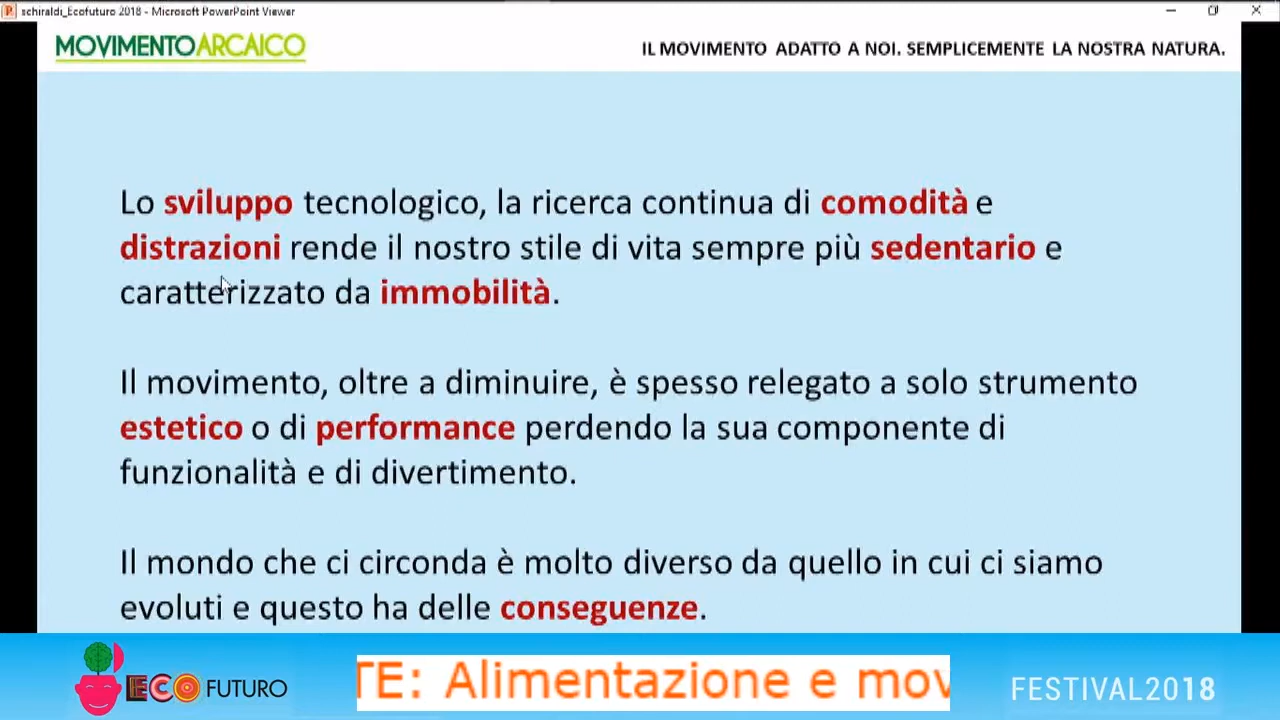 schiraldi_Ecofuturo 2018 - Microsoft PowerPoint Viewer
MOVIMENTOARCAICO
IL MOVIMENTO ADATTO A NOI. SEMPLICEMENTE LA NOSTRA NATURA.
Lo sviluppo tecnologico, la ricerca continua di comodità e
distrazioni rende il nostro stile di vita sempre più sedentario e
caratterizzato da immobilità.
Il movimento, oltre a diminuire, è spesso relegato a solo strumento
estetico o di performance perdendo la sua componente di
funzionalità e di divertimento.
Il mondo che ci circonda è molto diverso da quello in cui ci siamo
evoluti e questo ha delle conseguenze.
ECO FUTURO
TE: Alimentazione e mov
FESTIVAL2018